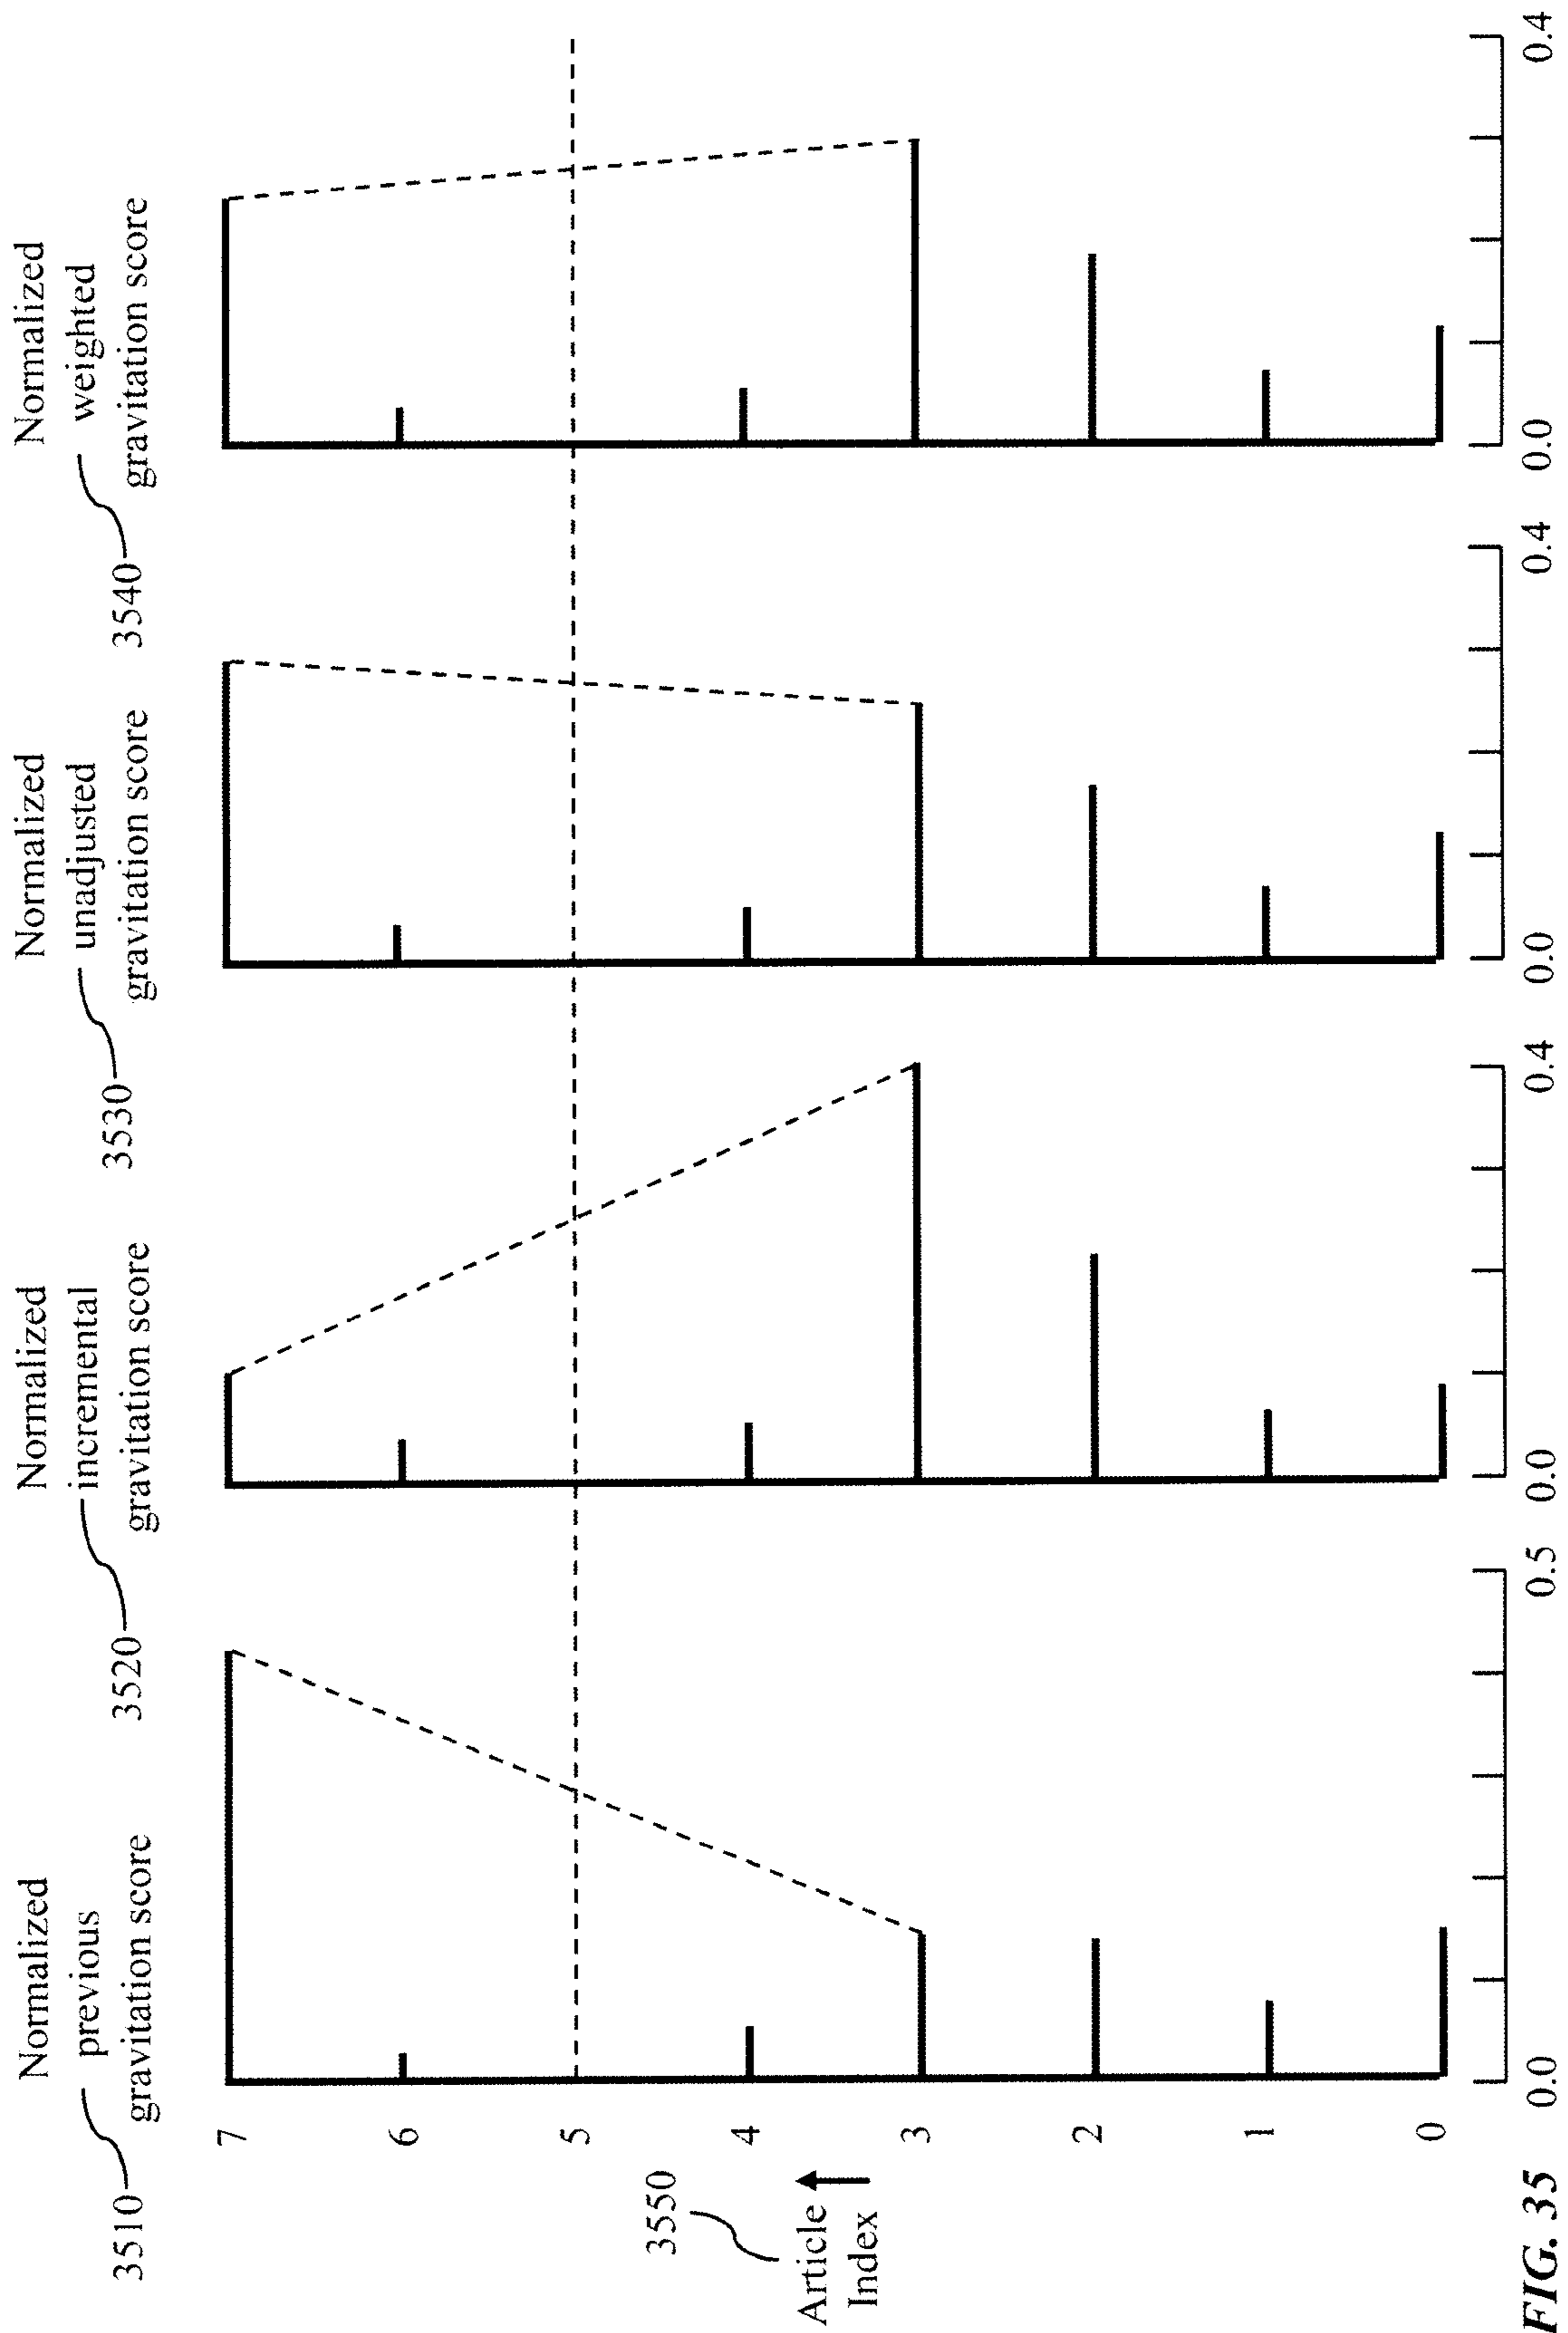 Normalized
previous
gravitation score
3510
Normalized
incremental
gravitation score
3520
Normalized
unadjusted
gravitation score
3530
Normalized
weighted
gravitation score
3540
7
6
5
4
3
2
1
0
3550
Article
Index
0.0 0.5 0.0 0.4 0.0 0.4 0.0 0.4
FIG. 35